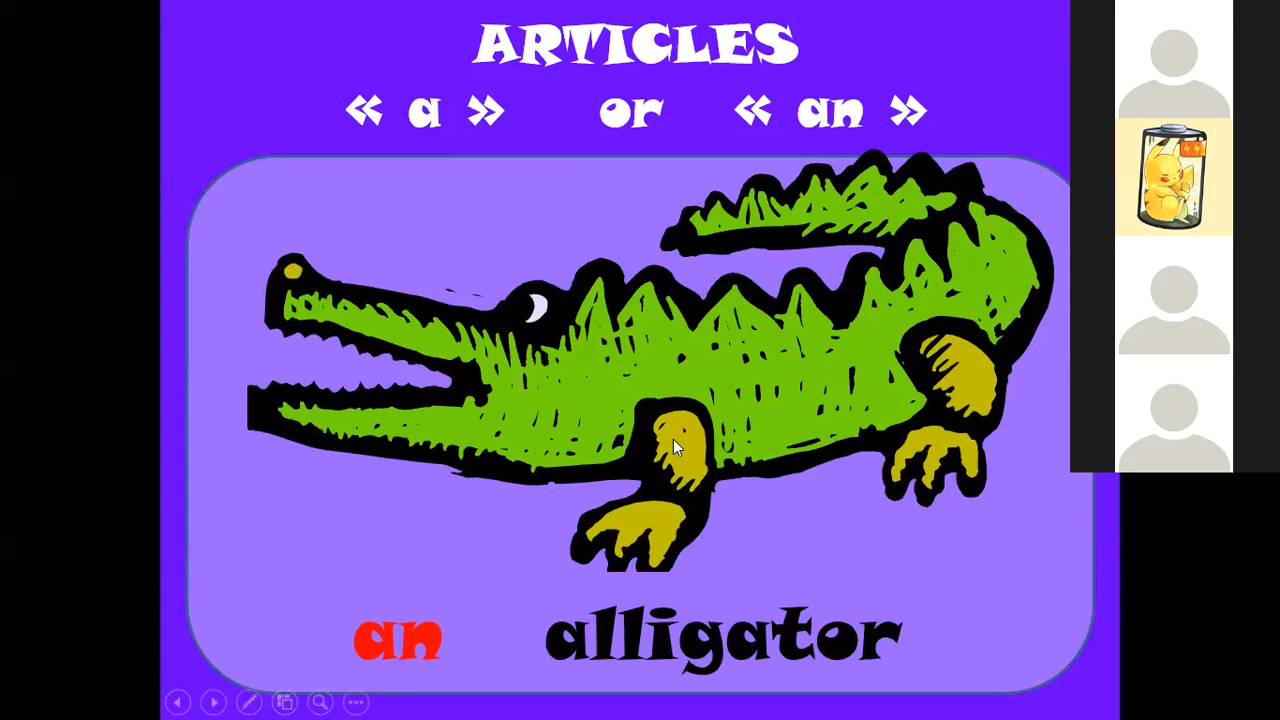 ARTICLES
« a » or « an »
an alligator